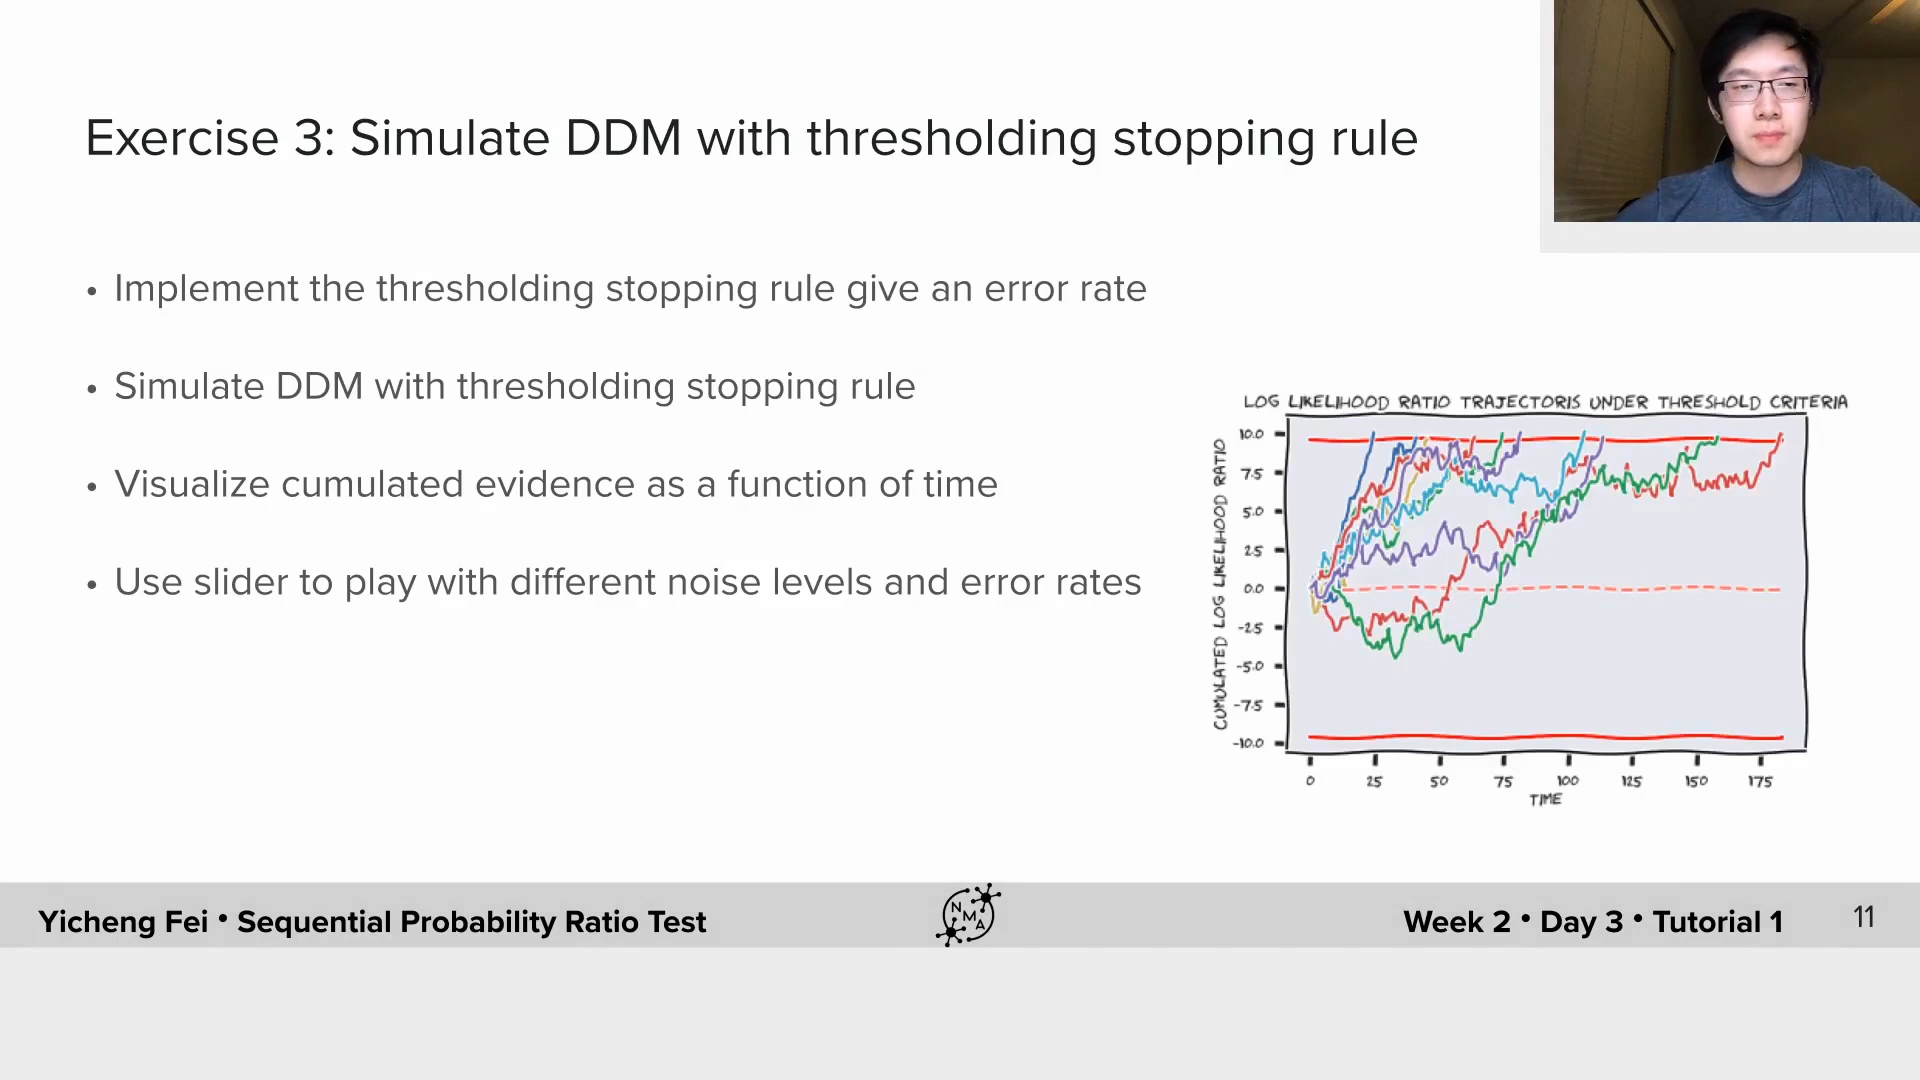 Exercise 3: Simulate DDM with thresholding stopping rule
• Implement the thresholding stopping rule give an error rate
• Simulate DDM with thresholding stopping rule
• Visualize cumulated evidence as a function of time
• Use slider to play with different noise levels and error rates
LOG LIKELIHOOD RATIO TRAJECTORIS UNDER THRESHOLD CRITERIA
CUMULATED LOG LIKELIHOOD RATIO
10.0
7.5
5.0
2.5
0.0
-2.5
-5.0
-7.5
-10.0
0 25 50 75 100 125 150 175
TIME
Yicheng Fei • Sequential Probability Ratio Test
NMA
Week 2 • Day 3 • Tutorial 1
11